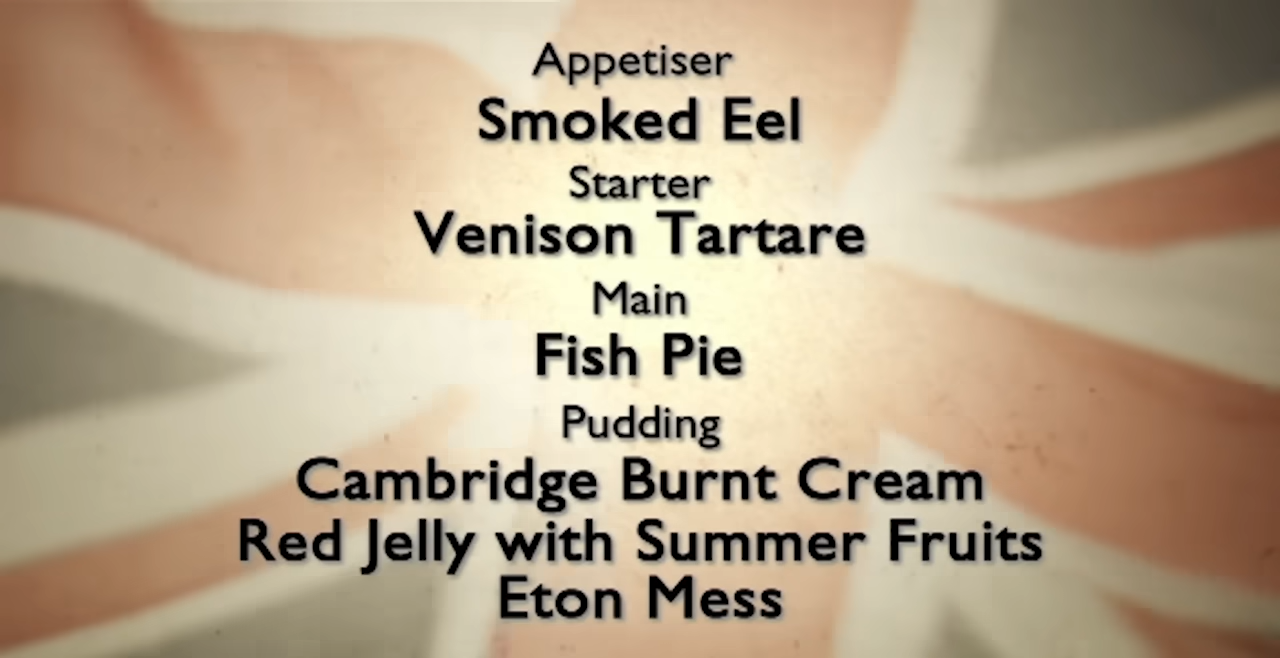 Appetiser
Smoked Eel
Starter
Venison Tartare
Main
Fish Pie
Pudding
Cambridge Burnt Cream
Red Jelly with Summer Fruits
Eton Mess